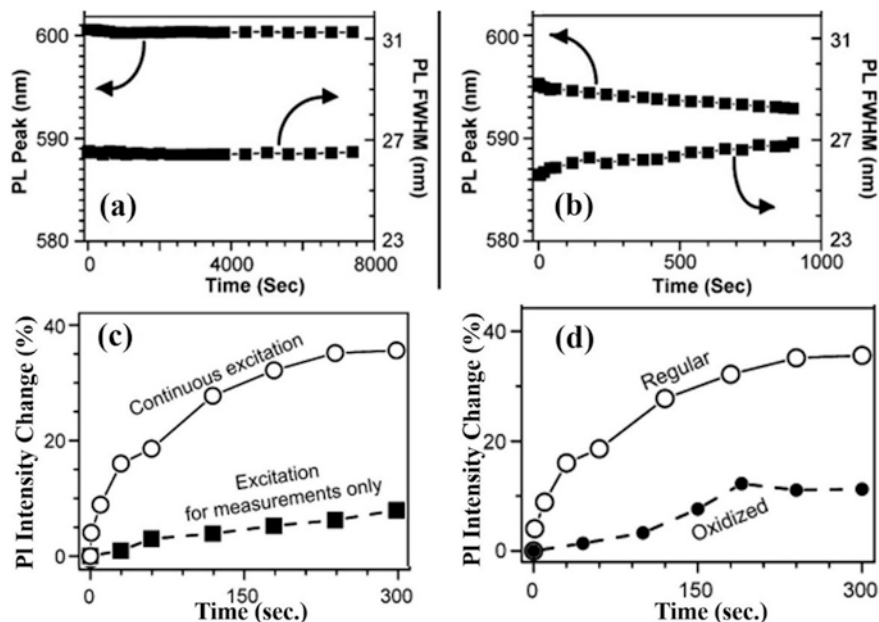 (a)
PL Peak (nm)
600
590
580
31
27
23
PL FWHM (nm)
0
4000
8000
Time (Sec)
(b)
PL Peak (nm)
600
590
580
31
27
23
PL FWHM (nm)
0
500
1000
Time (Sec)
(c)
Pl Intensity Change (%)
40
20
0
Continuous excitation
Excitation
for measurements only
0
150
300
Time (sec.)
(d)
Pl Intensity Change (%)
40
20
0
Regular
Oxidized
0
150
300
Time (sec.)